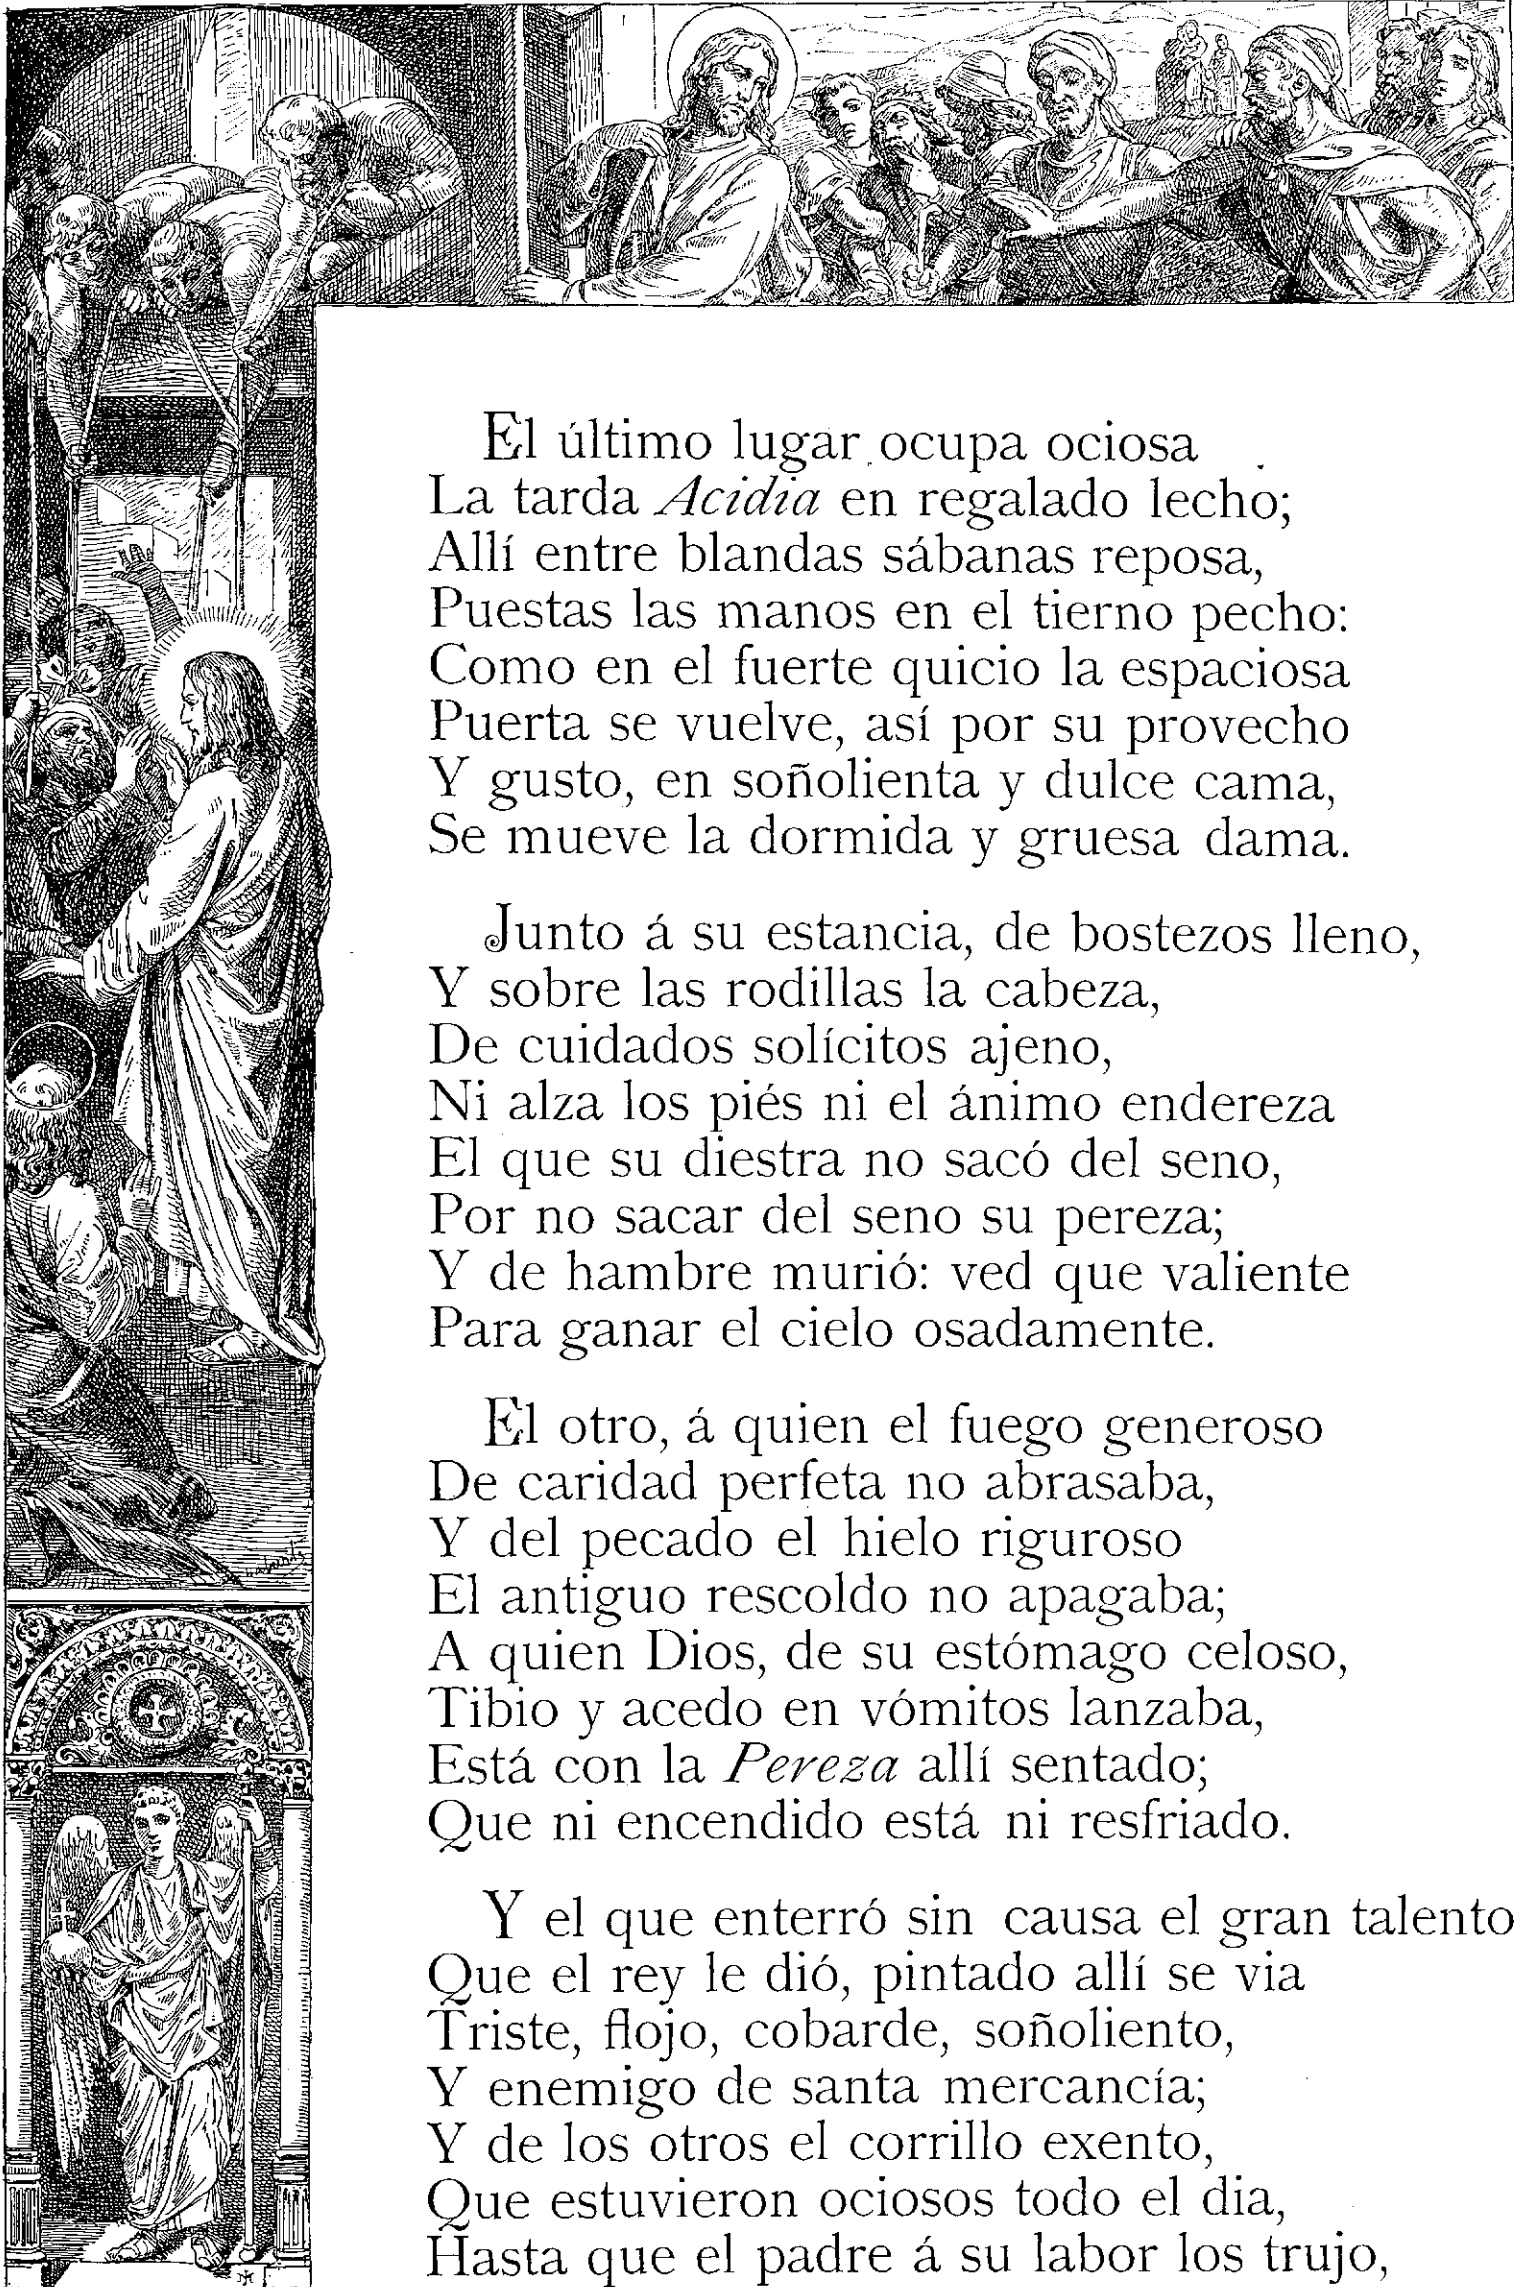 El último lugar ocupa ociosa
La tarda Acidia en regalado lecho;
Allí entre blandas sábanas reposa,
Puestas las manos en el tierno pecho:
Como en el fuerte quicio la espaciosa
Puerta se vuelve, así por su provecho
Y gusto, en soñolienta y dulce cama,
Se mueve la dormida y gruesa dama.
Junto á su estancia, de bostezos lleno,
Y sobre las rodillas la cabeza,
De cuidados solícitos ajeno,
Ni alza los piés ni el ánimo endereza
El que su diestra no sacó del seno,
Por no sacar del seno su pereza;
Y de hambre murió: ved que valiente
Para ganar el cielo osadamente.
El otro, á quien el fuego generoso
De caridad perfeta no abrasaba,
Y del pecado el hielo riguroso
El antiguo rescoldo no apagaba;
A quien Dios, de su estómago celoso,
Tibio y acedo en vómitos lanzaba,
Está con la Pereza allí sentado;
Que ni encendido está ni resfriado.
Y el que enterró sin causa el gran talento
Que el rey le dió, pintado allí se via
Triste, flojo, cobarde, soñoliento,
Y enemigo de santa mercancía;
Y de los otros el corrillo exento,
Que estuvieron ociosos todo el dia,
Hasta que el padre á su labor los trujo,